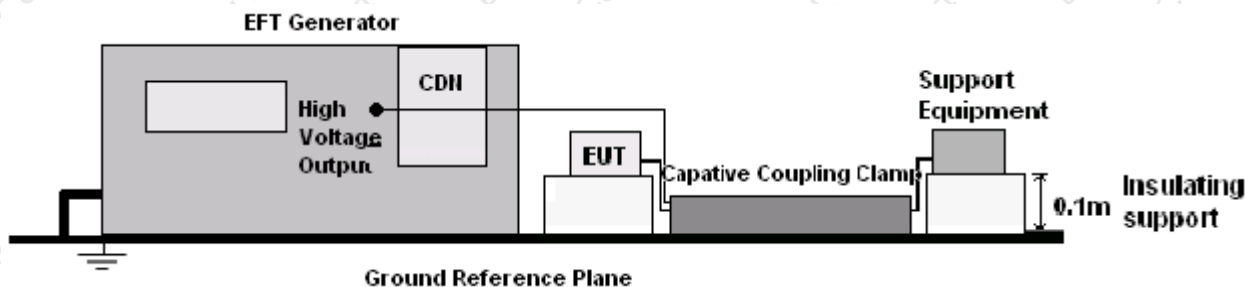 EFT Generator
CDN
High
Voltage
Output
EUT
Capative Coupling Clamp
Support
Equipment
0.1m
Insulating
support
Ground Reference Plane